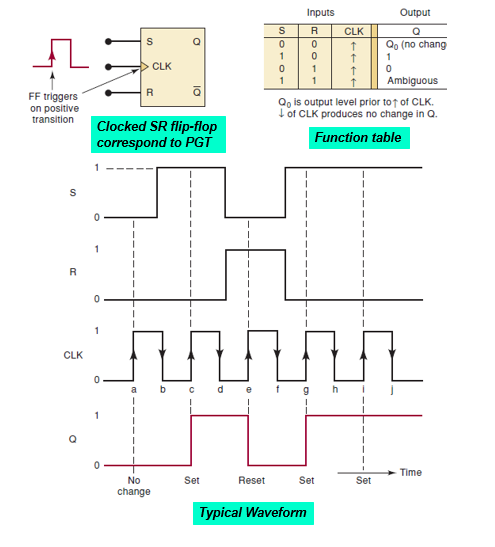 Inputs Output
S R CLK Q
0 0 ↑ Q₀ (no chang
1 0 ↑ 1
0 1 ↑ 0
1 1 ↑ Ambiguous
Q₀ is output level prior to ↑ of CLK.
↓ of CLK produces no change in Q.
Function table
S Q
CLK
R Q̅
FF triggers
on positive
transition
Clocked SR flip-flop
correspond to PGT
1
S
0
1
R
0
1
CLK
0
a b c d e f g h i j
1
Q
0
Time
No
change
Set Reset Set Set
Typical Waveform